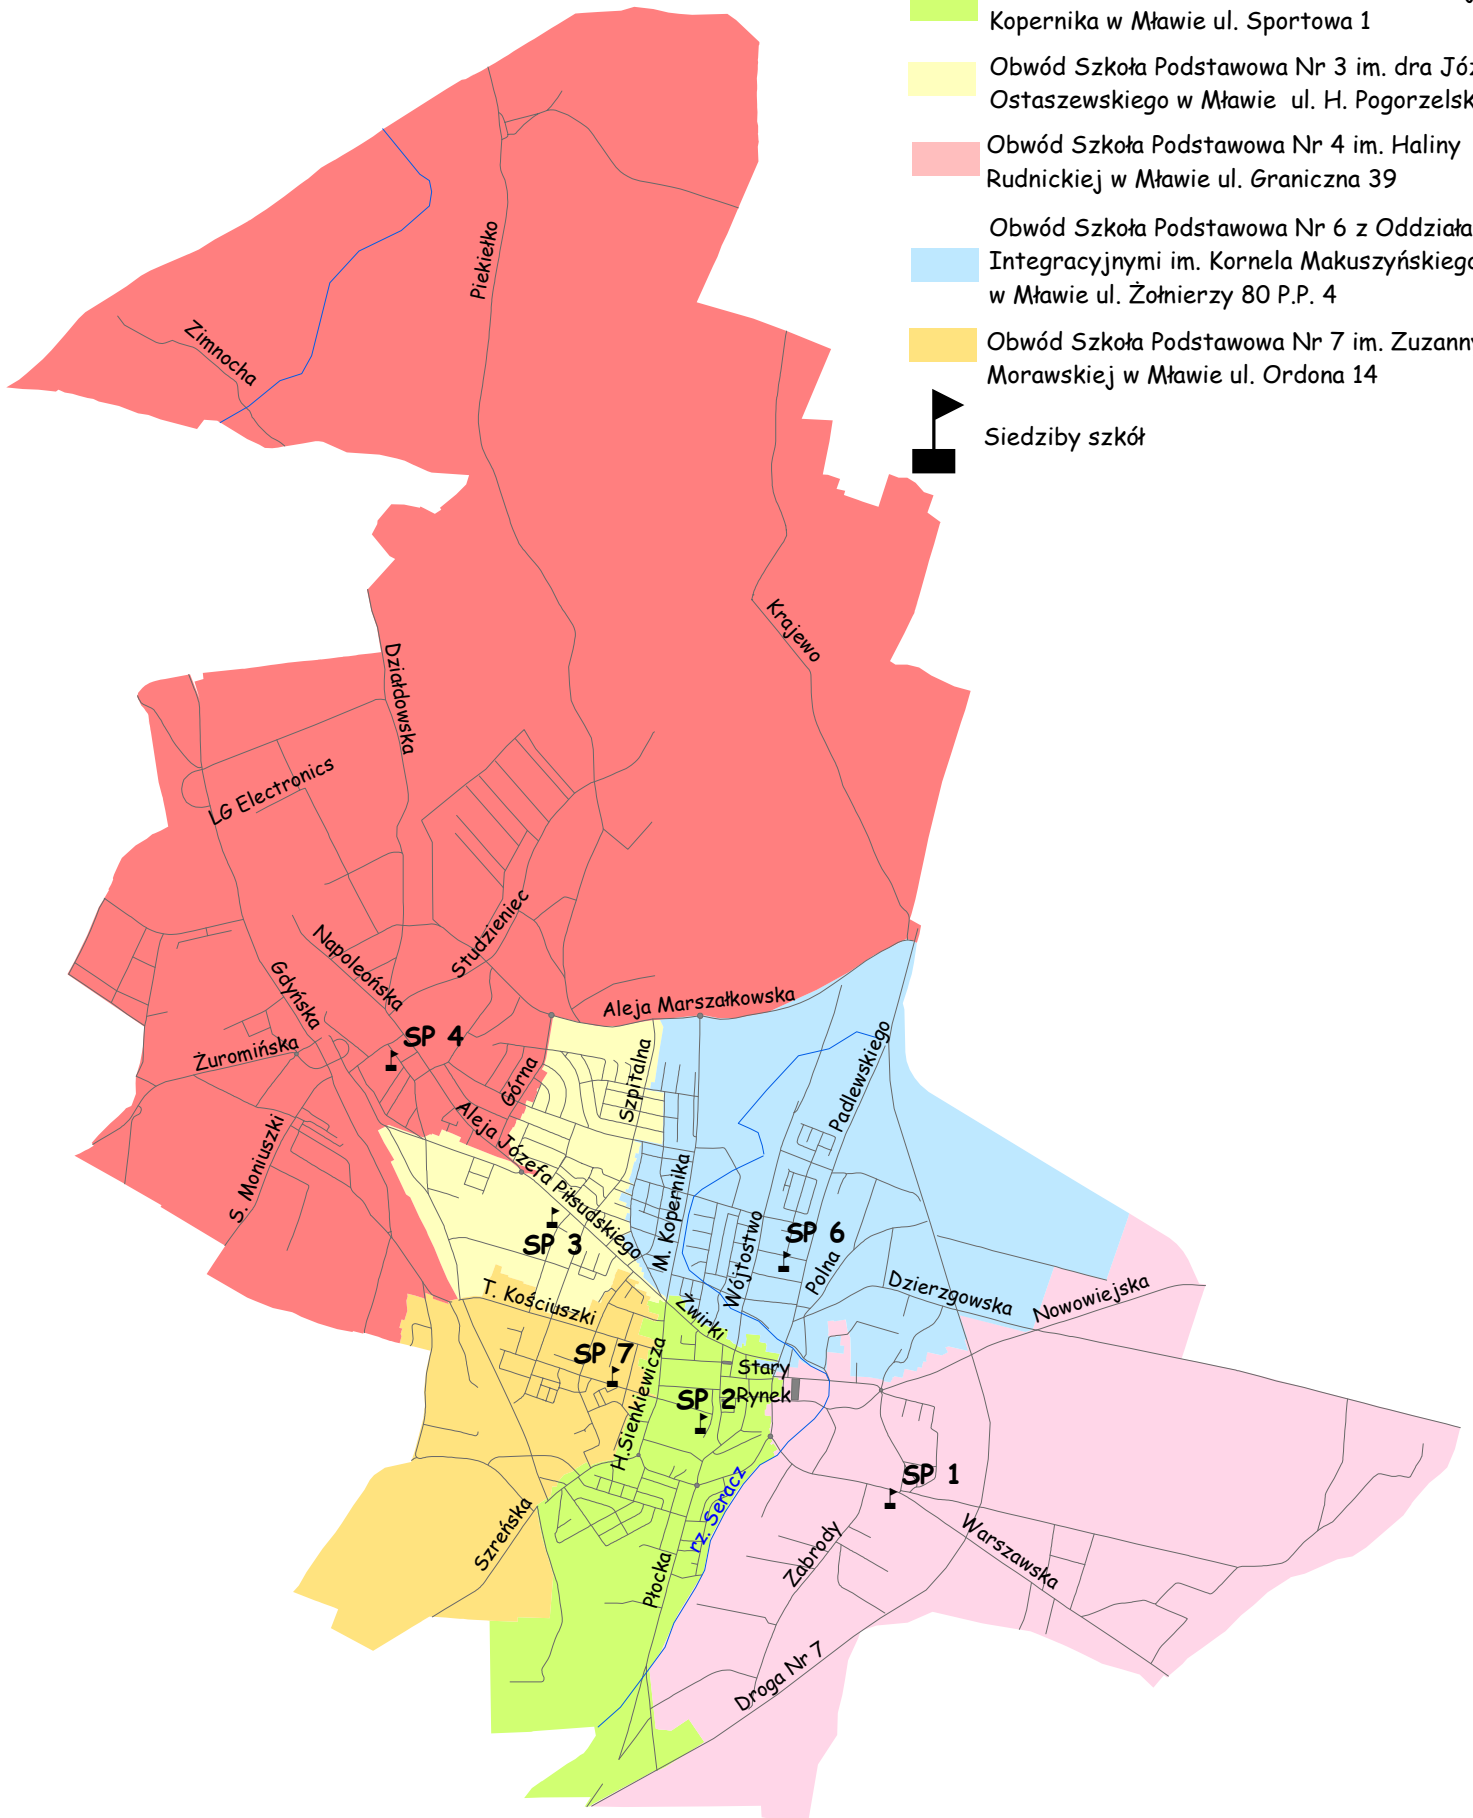 Kopernika w Mławie ul. Sportowa 1
Obwód Szkoła Podstawowa Nr 3 im. dra
Ostaszewskiego w Mławie ul. H.
Obwód Szkoła Podstawowa Nr 4 im. Haliny
Rudnickiej w Mławie ul. Graniczna 39
Obwód Szkoła Podstawowa Nr 6 z
Integracyjnymi im. Kornela Makuszyńskiego
w Mławie ul. Żołnierzy 80 P.P. 4
Obwód Szkoła Podstawowa Nr 7 im. Zuzanny
Morawskiej w Mławie ul. Ordona 14
Siedziby szkół
Piekiełko
Zimnocha
Krajewo
Działdowska
LG Electronics
Studzieniec
Napoleońska
Gdyńska
Aleja Marszałkowska
SP 4
Żuromińska
Górna
Szpitalna
Padlewskiego
Aleja Józefa Piłsudskiego
S. Moniuszki
M. Kopernika
SP 3
Wójtostwo
SP 6
Polna
Dzierzgowska
Nowowiejska
T. Kościuszki
Żwirki
SP 7
Stary
Rynek
H.Sienkiewicza
SP 2
SP 1
rz. Seracz
Szreńska
Płocka
Zabrody
Warszawska
Droga Nr 7